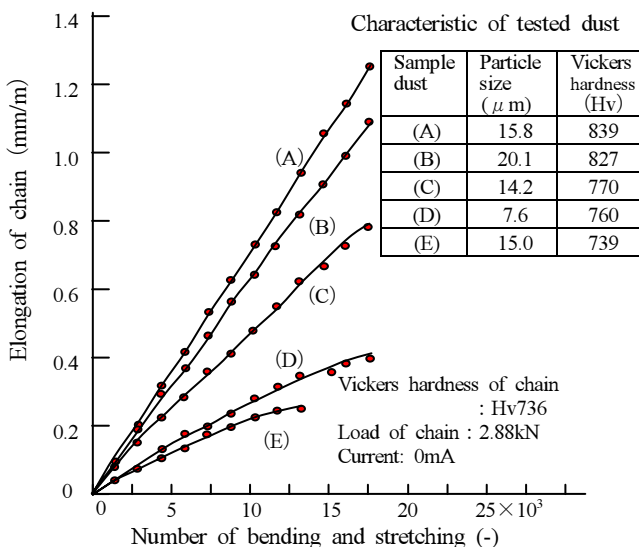 Characteristic of tested dust
Sample dust Particle size (μm) Vickers hardness (Hv)
(A) 15.8 839
(B) 20.1 827
(C) 14.2 770
(D) 7.6 760
(E) 15.0 739
Elongation of chain (mm/m)
1.4
1.2
1.0
0.8
0.6
0.4
0.2
0
(A)
(B)
(C)
(D)
(E)
Vickers hardness of chain
: Hv736
Load of chain : 2.88kN
Current: 0mA
0 5 10 15 20 25×10³
Number of bending and stretching (-)